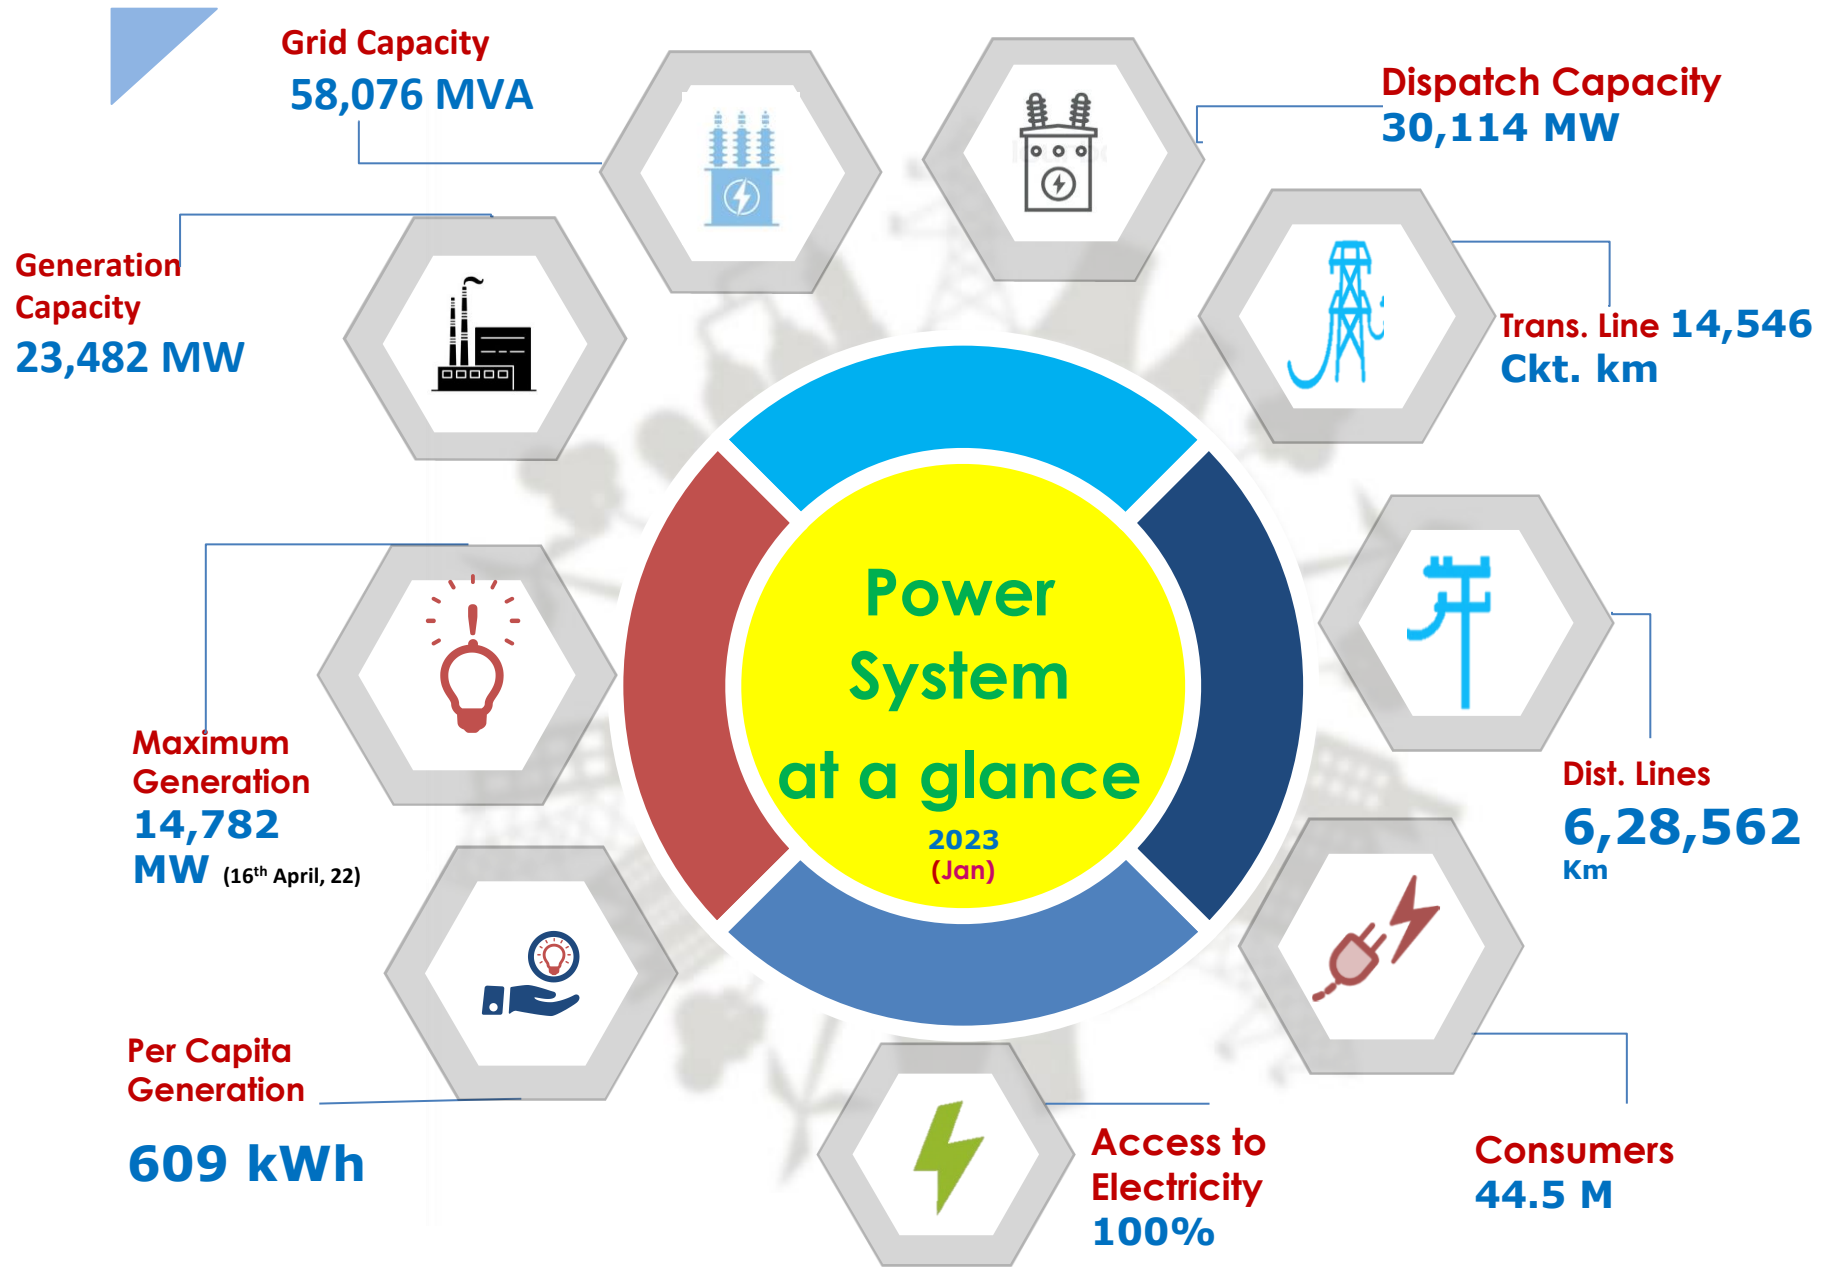 Grid Capacity
58,076 MVA
Dispatch Capacity
30,114 MW
Generation
Capacity
23,482 MW
Trans. Line 14,546
Ckt. km
Power
System
at a glance
2023
(Jan)
Maximum
Generation
14,782
MW (16th April, 22)
Dist. Lines
6,28,562
Km
Per Capita
Generation
609 kWh
Access to
Electricity
100%
Consumers
44.5 M